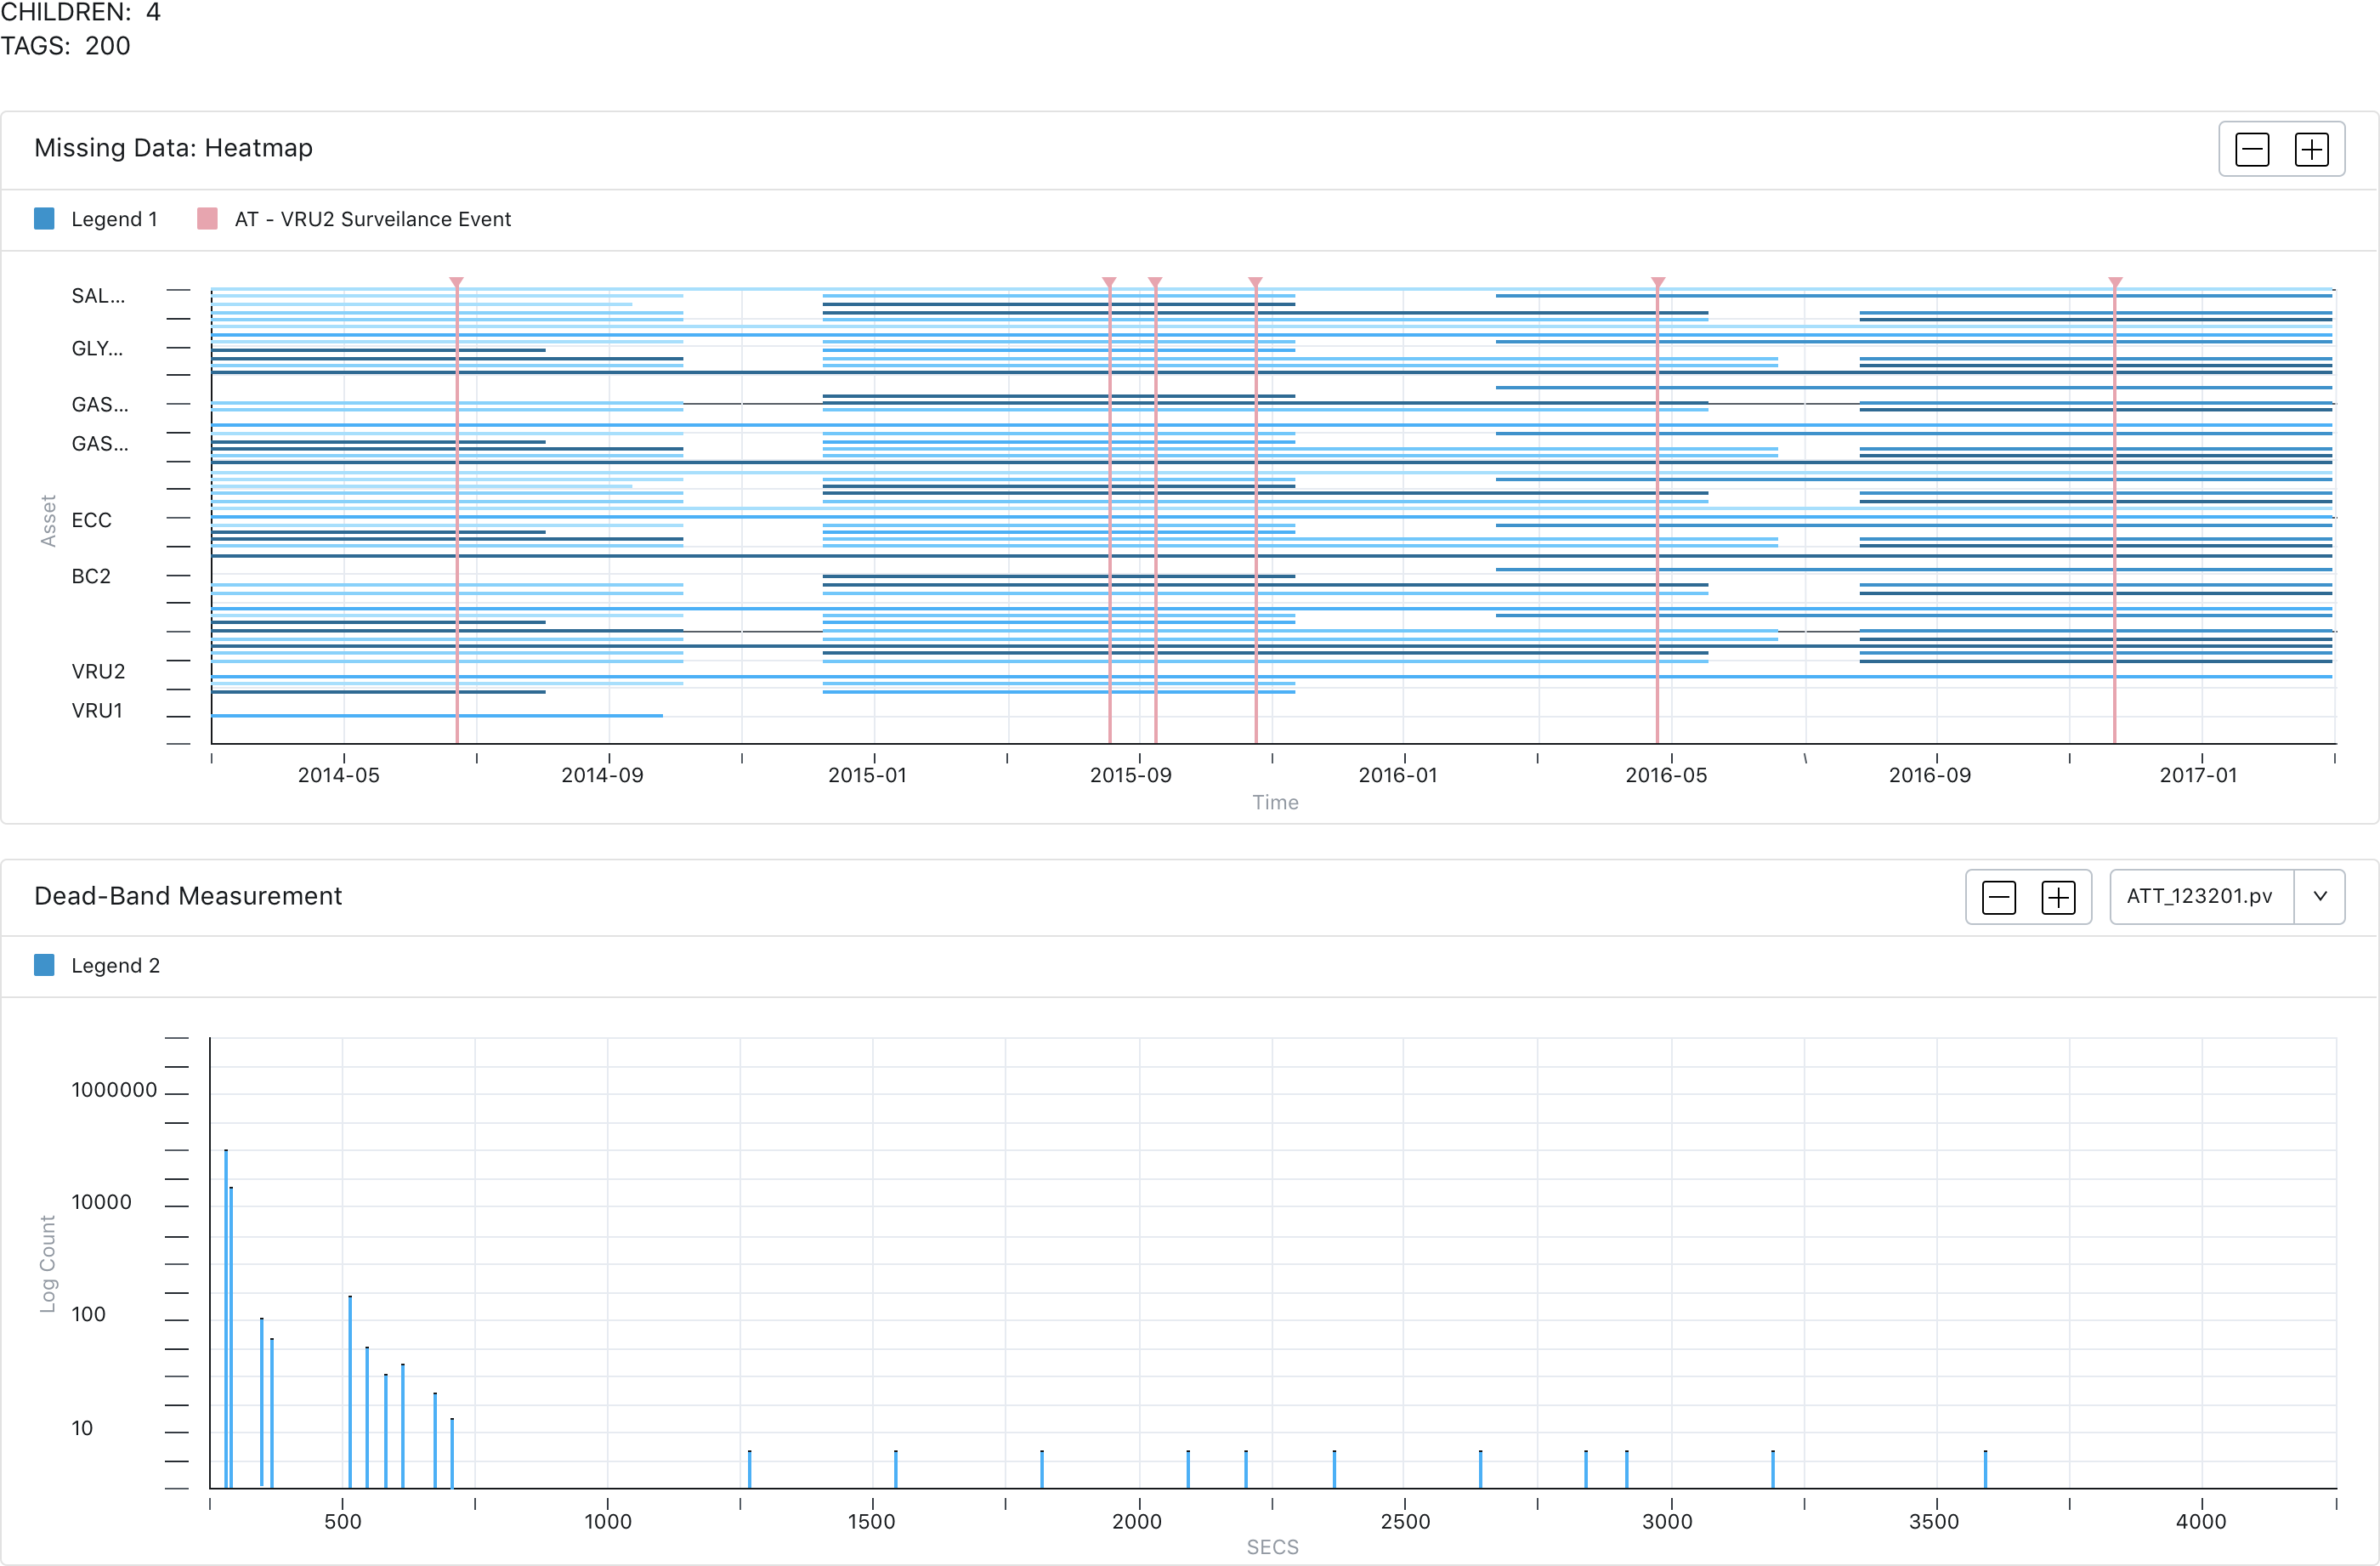 CHILDREN: 4
TAGS: 200
Missing Data: Heatmap
Legend 1
AT - VRU2 Surveilance Event
SAL...
GLY...
GAS...
GAS...
ECC
BC2
VRU2
VRU1
Asset
2014-05
2014-09
2015-01
2015-09
2016-01
2016-05
2016-09
2017-01
Time
Dead-Band Measurement
ATT_123201.pv
Legend 2
1000000
10000
100
10
Log Count
500
1000
1500
2000
2500
3000
3500
4000
SECS